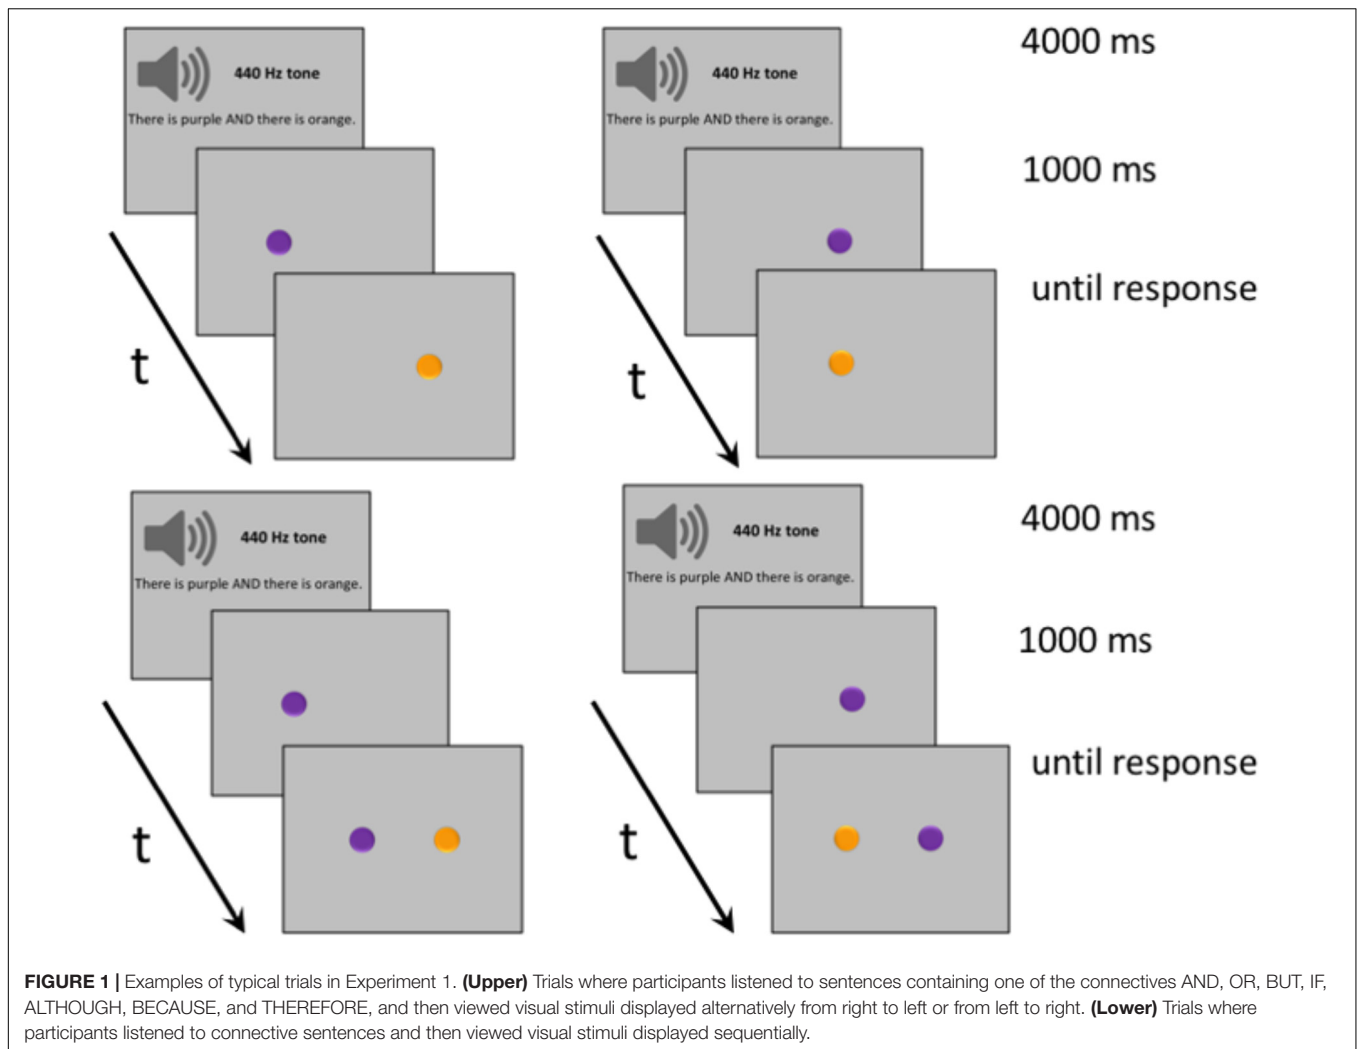 440 Hz tone
There is purple AND there is orange.
t
440 Hz tone
There is purple AND there is orange.
t
4000 ms
1000 ms
until response
440 Hz tone
There is purple AND there is orange.
t
440 Hz tone
There is purple AND there is orange.
t
4000 ms
1000 ms
until response
FIGURE 1 | Examples of typical trials in Experiment 1. (Upper) Trials where participants listened to sentences containing one of the connectives AND, OR, BUT, IF,
ALTHOUGH, BECAUSE, and THEREFORE, and then viewed visual stimuli displayed alternatively from right to left or from left to right. (Lower) Trials where
participants listened to connective sentences and then viewed visual stimuli displayed sequentially.